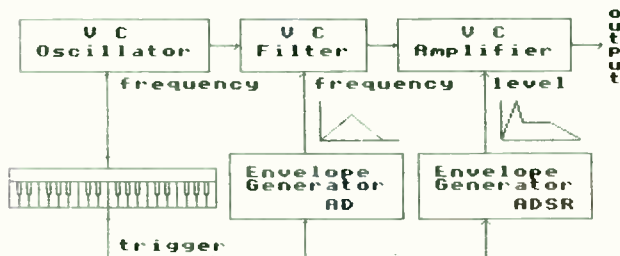 V C
Oscillator
V C
Filter
V C
Amplifier
output
frequency
frequency
level
Envelope
Generator
AD
Envelope
Generator
ADSR
trigger